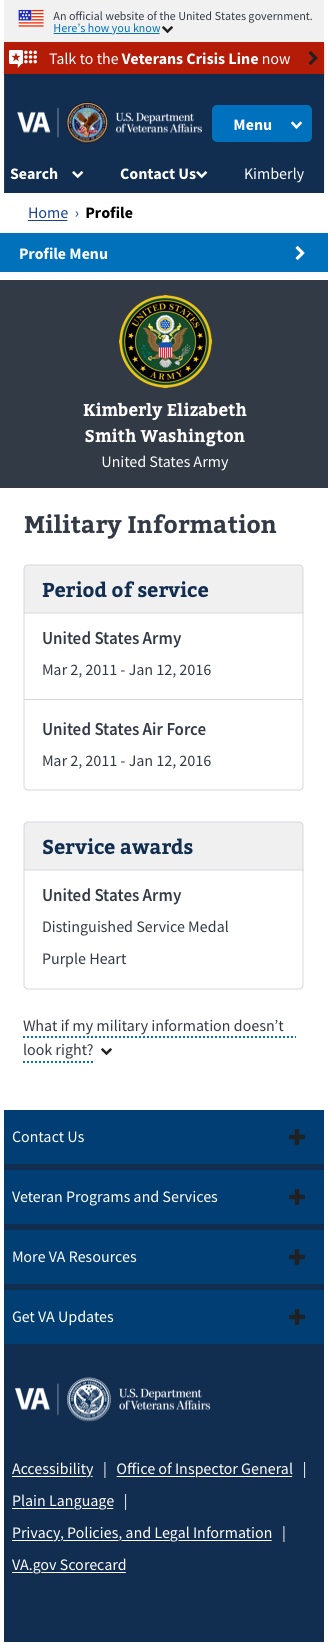 An official website of the United States government.
Here's how you know
Talk to the Veterans Crisis Line now
VA
U.S. Department
of Veterans Affairs
Menu
Search Contact Us Kimberly
Home › Profile
Profile Menu
UNITED STATES
ARMY
Kimberly Elizabeth
Smith Washington
United States Army
Military Information
Period of service
United States Army
Mar 2, 2011 - Jan 12, 2016
United States Air Force
Mar 2, 2011 - Jan 12, 2016
Service awards
United States Army
Distinguished Service Medal
Purple Heart
What if my military information doesn't
look right?
Contact Us
Veteran Programs and Services
More VA Resources
Get VA Updates
VA
U.S. Department
of Veterans Affairs
Accessibility | Office of Inspector General |
Plain Language |
Privacy, Policies, and Legal Information |
VA.gov Scorecard